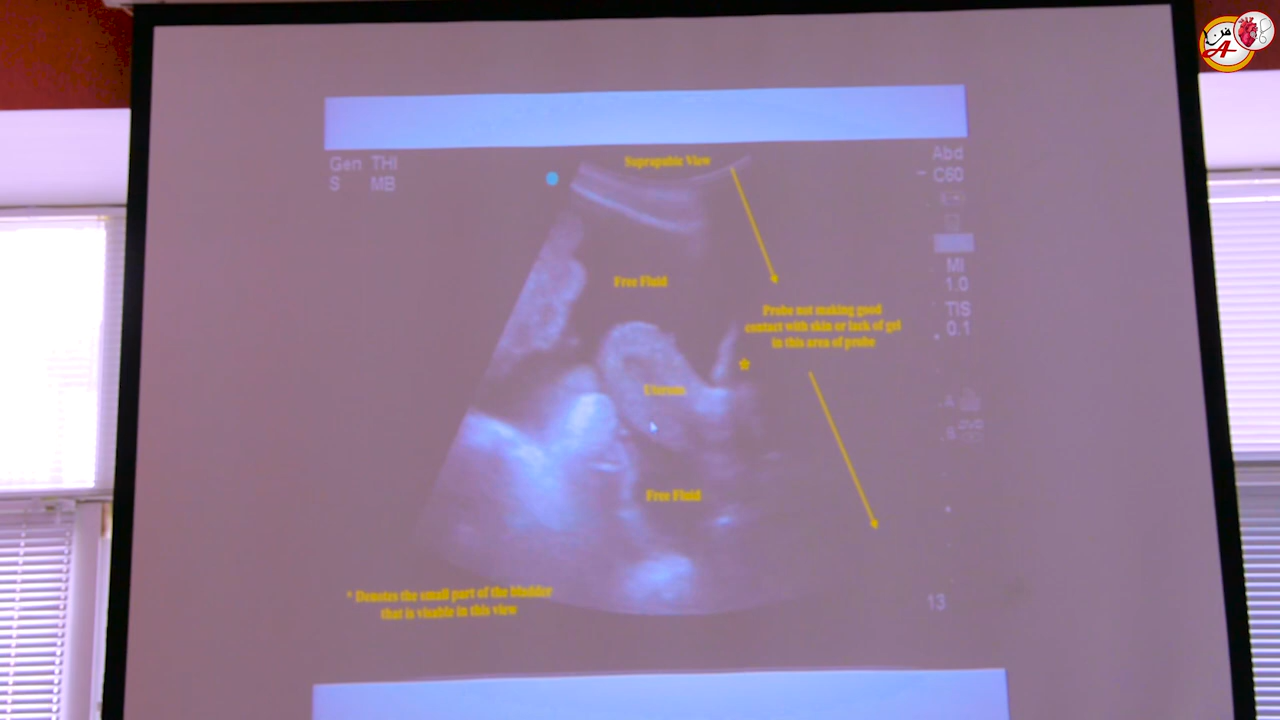 Gen THI
S MB
Suprapubic View
Abd
C60
Free Fluid
MI
1.0
TIS
0.1
Probe not making good
contact with skin or lack of gel
in this area of probe
*
Uterus
Free Fluid
* Denotes the small part of the bladder
that is visable in this view
13
فن
A